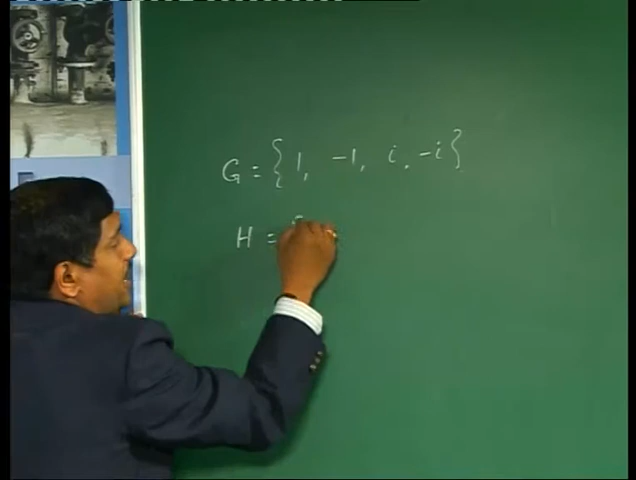 G = {1, -1, i, -i}
H = {